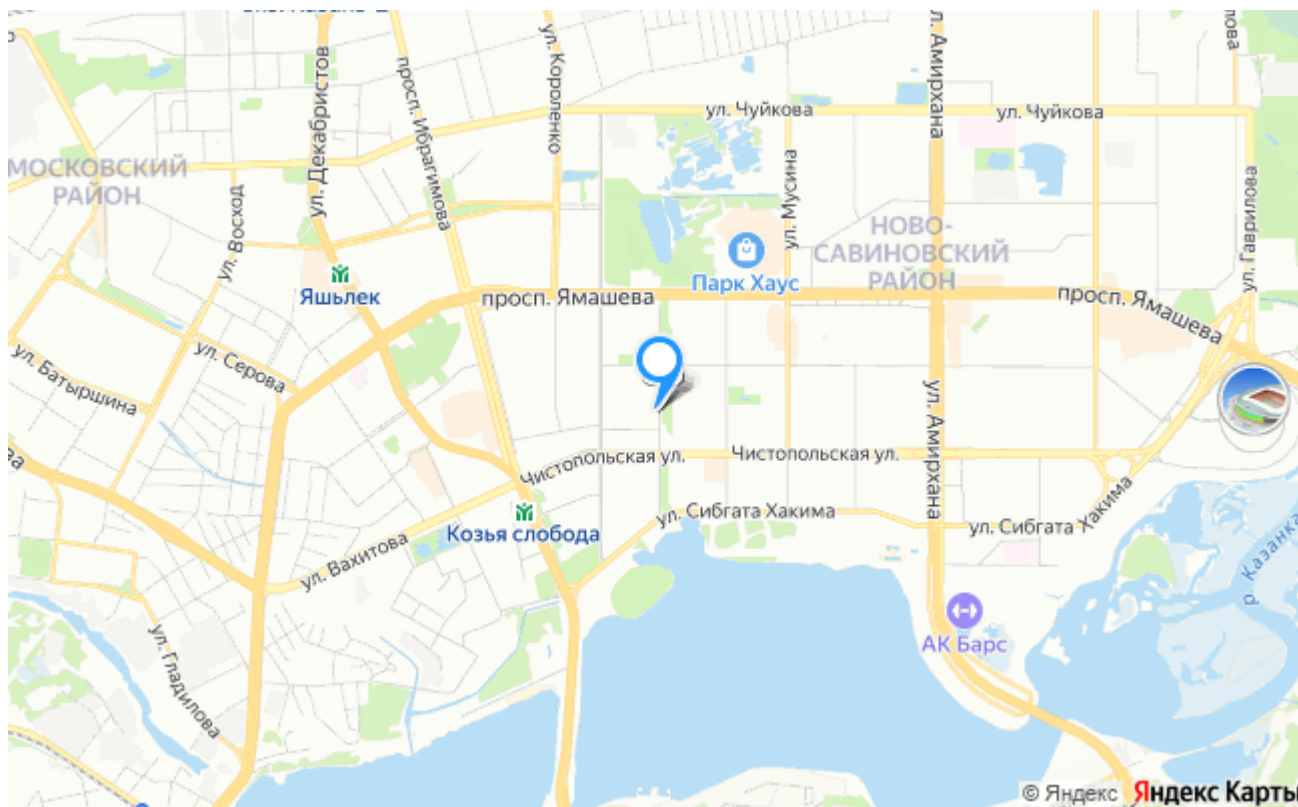 ул. Декабристов
просп. Ибрагимова
ул. Короленко
ул. Амирхана
ул. Чуйкова
ул. Чуйкова
МОСКОВСКИЙ
РАЙОН
ул. Восход
ул. Мусина
ул. Гаврилова
НОВО-
САВИНОВСКИЙ
РАЙОН
Парк Хаус
Яшьлек
просп. Ямашева
просп. Ямашева
ул. Серова
ул. Батыршина
ул. Амирхана
Чистопольская ул.
Чистопольская ул.
ул. Сибгата Хакима
ул. Сибгата Хакима
Козья слобода
ул. Вахитова
р. Казанка
АК Барс
ул. Гладилова
© Яндекс Яндекс Карты